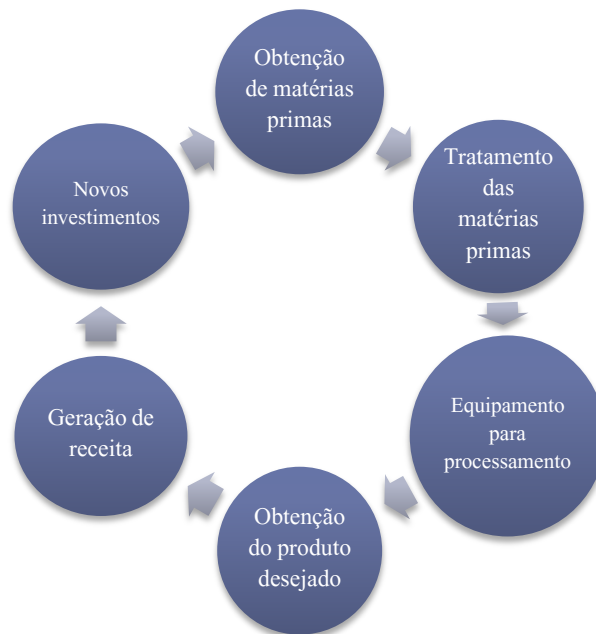 Obtenção
de matérias
primas
Tratamento
das
matérias
primas
Equipamento
para
processamento
Obtenção
do produto
desejado
Geração de
receita
Novos
investimentos